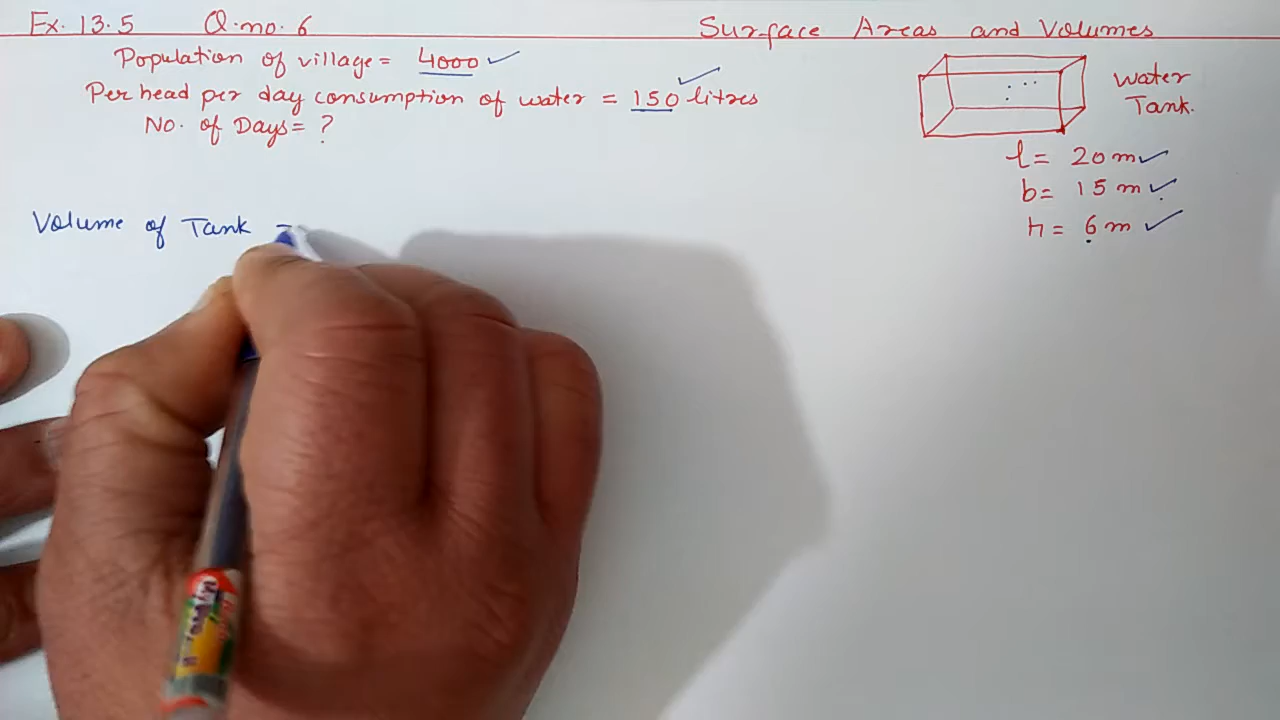 Ex. 13.5 Q.no. 6 Surface Areas and Volumes
Population of village = 4000
Per head per day consumption of water = 150 litres
No. of Days = ?
water
Tank.
l = 20 m
b = 15 m
h = 6 m
Volume of Tank =